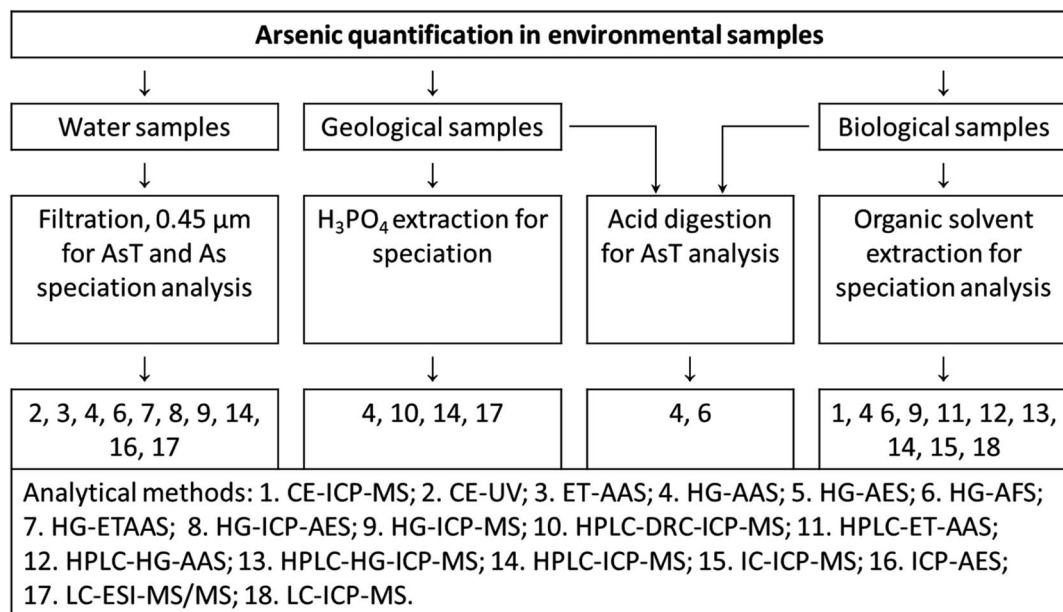 Arsenic quantification in environmental samples
Water samples
Geological samples
Biological samples
Filtration, 0.45 µm
for AsT and As
speciation analysis
H₃PO₄ extraction for
speciation
Acid digestion
for AsT analysis
Organic solvent
extraction for
speciation analysis
2, 3, 4, 6, 7, 8, 9, 14,
16, 17
4, 10, 14, 17
4, 6
1, 4 6, 9, 11, 12, 13,
14, 15, 18
Analytical methods: 1. CE-ICP-MS; 2. CE-UV; 3. ET-AAS; 4. HG-AAS; 5. HG-AES; 6. HG-AFS;
7. HG-ETAAS; 8. HG-ICP-AES; 9. HG-ICP-MS; 10. HPLC-DRC-ICP-MS; 11. HPLC-ET-AAS;
12. HPLC-HG-AAS; 13. HPLC-HG-ICP-MS; 14. HPLC-ICP-MS; 15. IC-ICP-MS; 16. ICP-AES;
17. LC-ESI-MS/MS; 18. LC-ICP-MS.